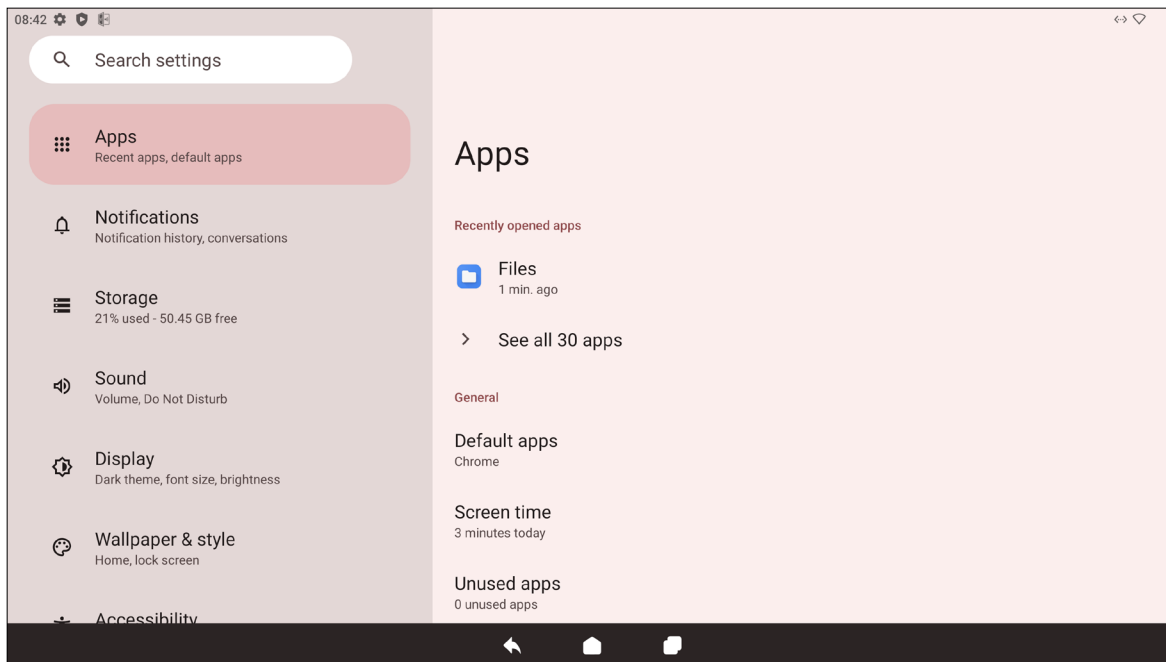 08:42
Search settings
Apps
Recent apps, default apps
Notifications
Notification history, conversations
Storage
21% used - 50.45 GB free
Sound
Volume, Do Not Disturb
Display
Dark theme, font size, brightness
Wallpaper & style
Home, lock screen
Accessibility
Apps
Recently opened apps
Files
1 min. ago
See all 30 apps
General
Default apps
Chrome
Screen time
3 minutes today
Unused apps
0 unused apps